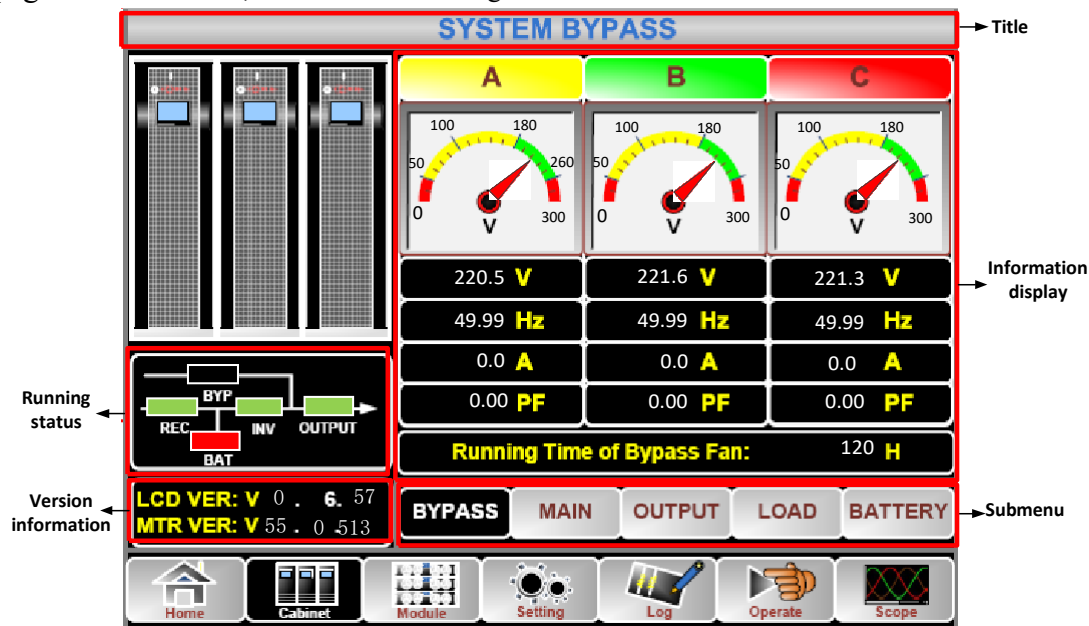 SYSTEM BYPASS
Title
A B C
100 180
50 260
0 300
V
100 180
50
0 300
V
100 180
50
0 300
V
220.5 V 221.6 V 221.3 V
49.99 Hz 49.99 Hz 49.99 Hz
0.0 A 0.0 A 0.0 A
0.00 PF 0.00 PF 0.00 PF
Running Time of Bypass Fan: 120 H
Information
display
Running
status
BYP
REC INV OUTPUT
BAT
Version
information
LCD VER: V 0 . 6. 57
MTR VER: V 55 . 0 .513
BYPASS MAIN OUTPUT LOAD BATTERY
Submenu
Home Cabinet Module Setting Log Operate Scope